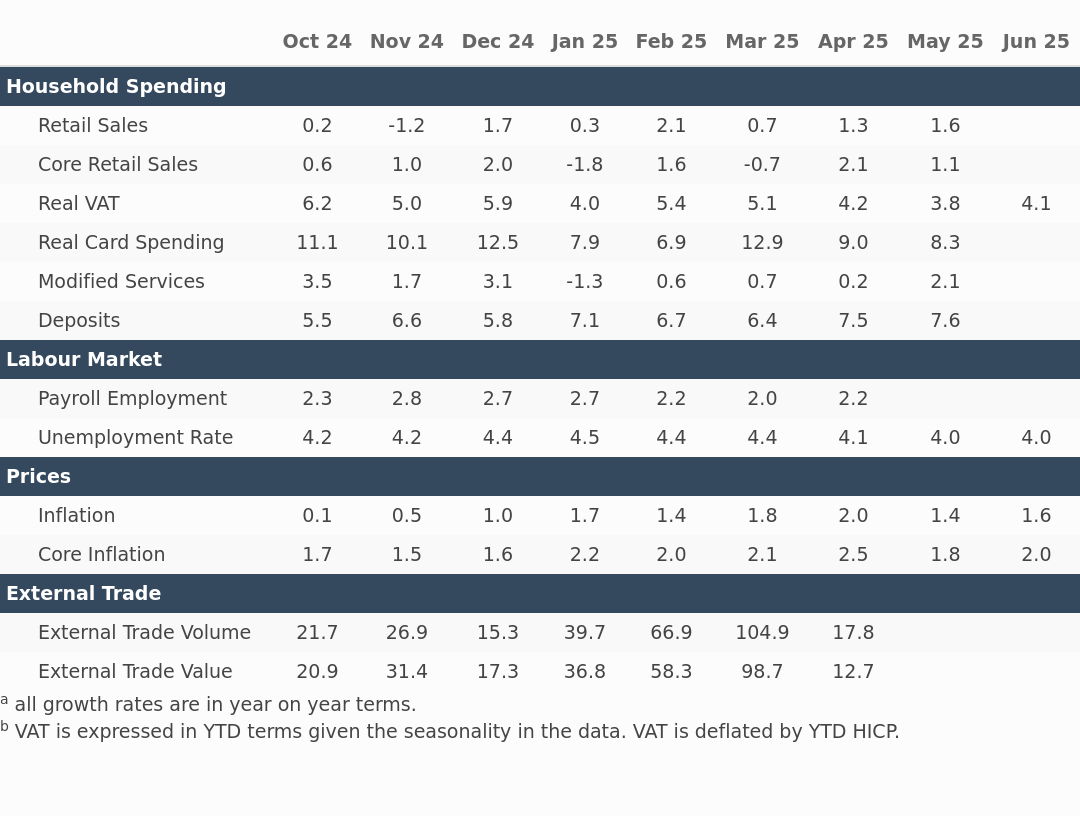 Oct 24 Nov 24 Dec 24 Jan 25 Feb 25 Mar 25 Apr 25 May 25 Jun 25
Household Spending
Retail Sales 0.2 -1.2 1.7 0.3 2.1 0.7 1.3 1.6
Core Retail Sales 0.6 1.0 2.0 -1.8 1.6 -0.7 2.1 1.1
Real VAT 6.2 5.0 5.9 4.0 5.4 5.1 4.2 3.8 4.1
Real Card Spending 11.1 10.1 12.5 7.9 6.9 12.9 9.0 8.3
Modified Services 3.5 1.7 3.1 -1.3 0.6 0.7 0.2 2.1
Deposits 5.5 6.6 5.8 7.1 6.7 6.4 7.5 7.6
Labour Market
Payroll Employment 2.3 2.8 2.7 2.7 2.2 2.0 2.2
Unemployment Rate 4.2 4.2 4.4 4.5 4.4 4.4 4.1 4.0 4.0
Prices
Inflation 0.1 0.5 1.0 1.7 1.4 1.8 2.0 1.4 1.6
Core Inflation 1.7 1.5 1.6 2.2 2.0 2.1 2.5 1.8 2.0
External Trade
External Trade Volume 21.7 26.9 15.3 39.7 66.9 104.9 17.8
External Trade Value 20.9 31.4 17.3 36.8 58.3 98.7 12.7
a all growth rates are in year on year terms.
b VAT is expressed in YTD terms given the seasonality in the data. VAT is deflated by YTD HICP.